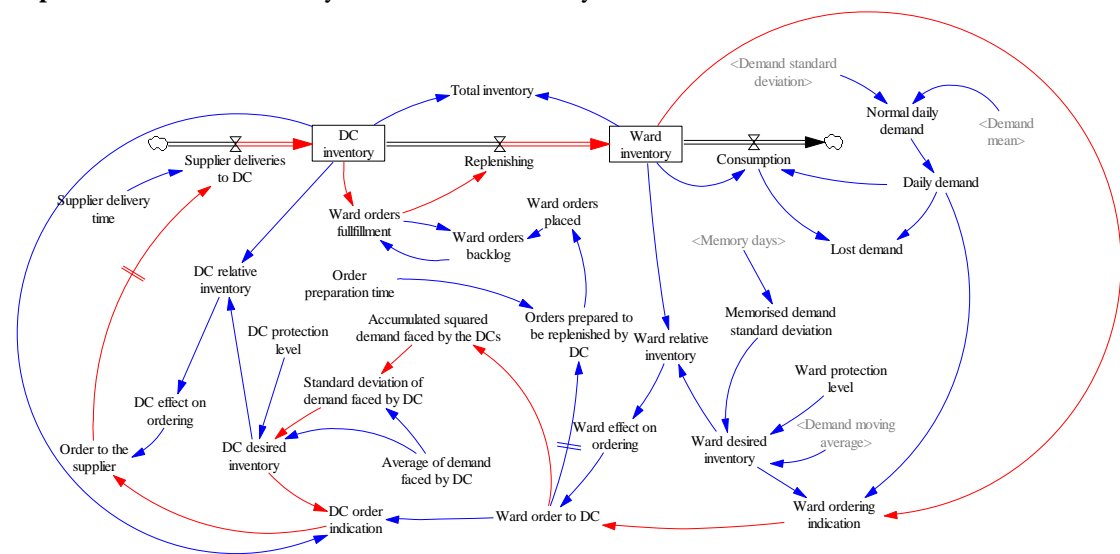 <Demand standard
deviation>
Total inventory
Normal daily
demand
<Demand
mean>
DC
inventory
Ward
inventory
Supplier deliveries
to DC
Replenishing
Consumption
Daily demand
Supplier delivery
time
Ward orders
fullfillment
Ward orders
placed
Ward orders
backlog
<Memory days>
Lost demand
DC relative
inventory
Order
preparation time
Memorised demand
standard deviation
DC protection
level
Accumulated squared
demand faced by the DCs
Orders prepared to
be replenished by
DC
Ward relative
inventory
Standard deviation of
demand faced by DC
Ward protection
level
DC effect on
ordering
<Demand moving
average>
Ward effect on
ordering
Order to the
supplier
DC desired
inventory
Average of demand
faced by DC
Ward desired
inventory
DC order
indication
Ward order to DC
Ward ordering
indication